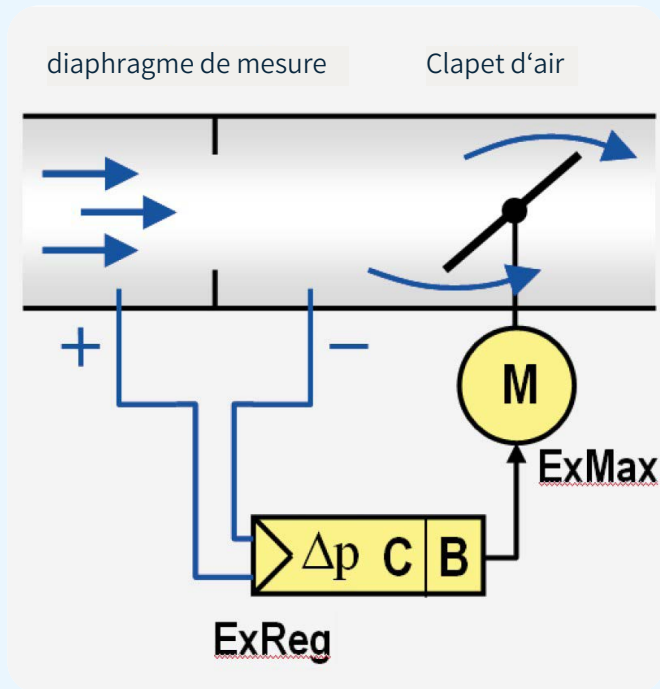 diaphragme de mesure
Clapet d‘air
+
−
M
ExMax
Δp C B
ExReg